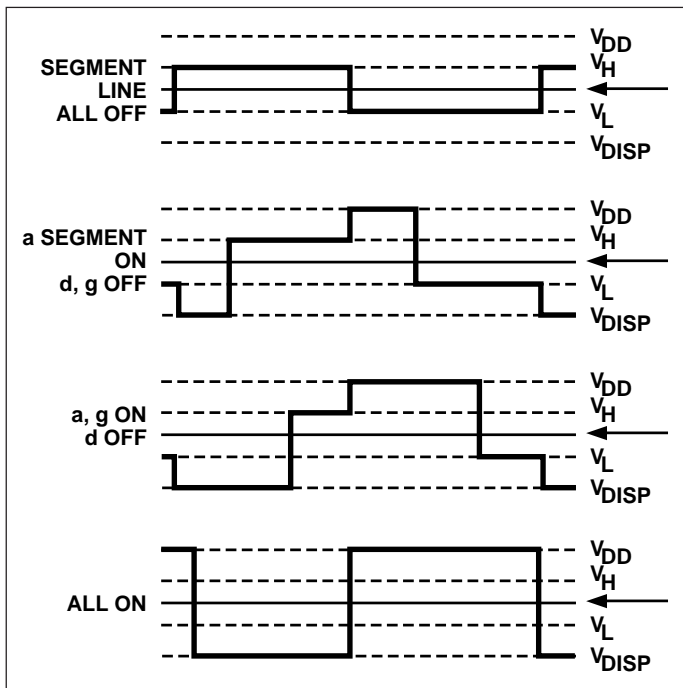 SEGMENT
LINE
ALL OFF
VDD
VH
VL
VDISP
a SEGMENT
ON
d, g OFF
VDD
VH
VL
VDISP
a, g ON
d OFF
VDD
VH
VL
VDISP
ALL ON
VDD
VH
VL
VDISP